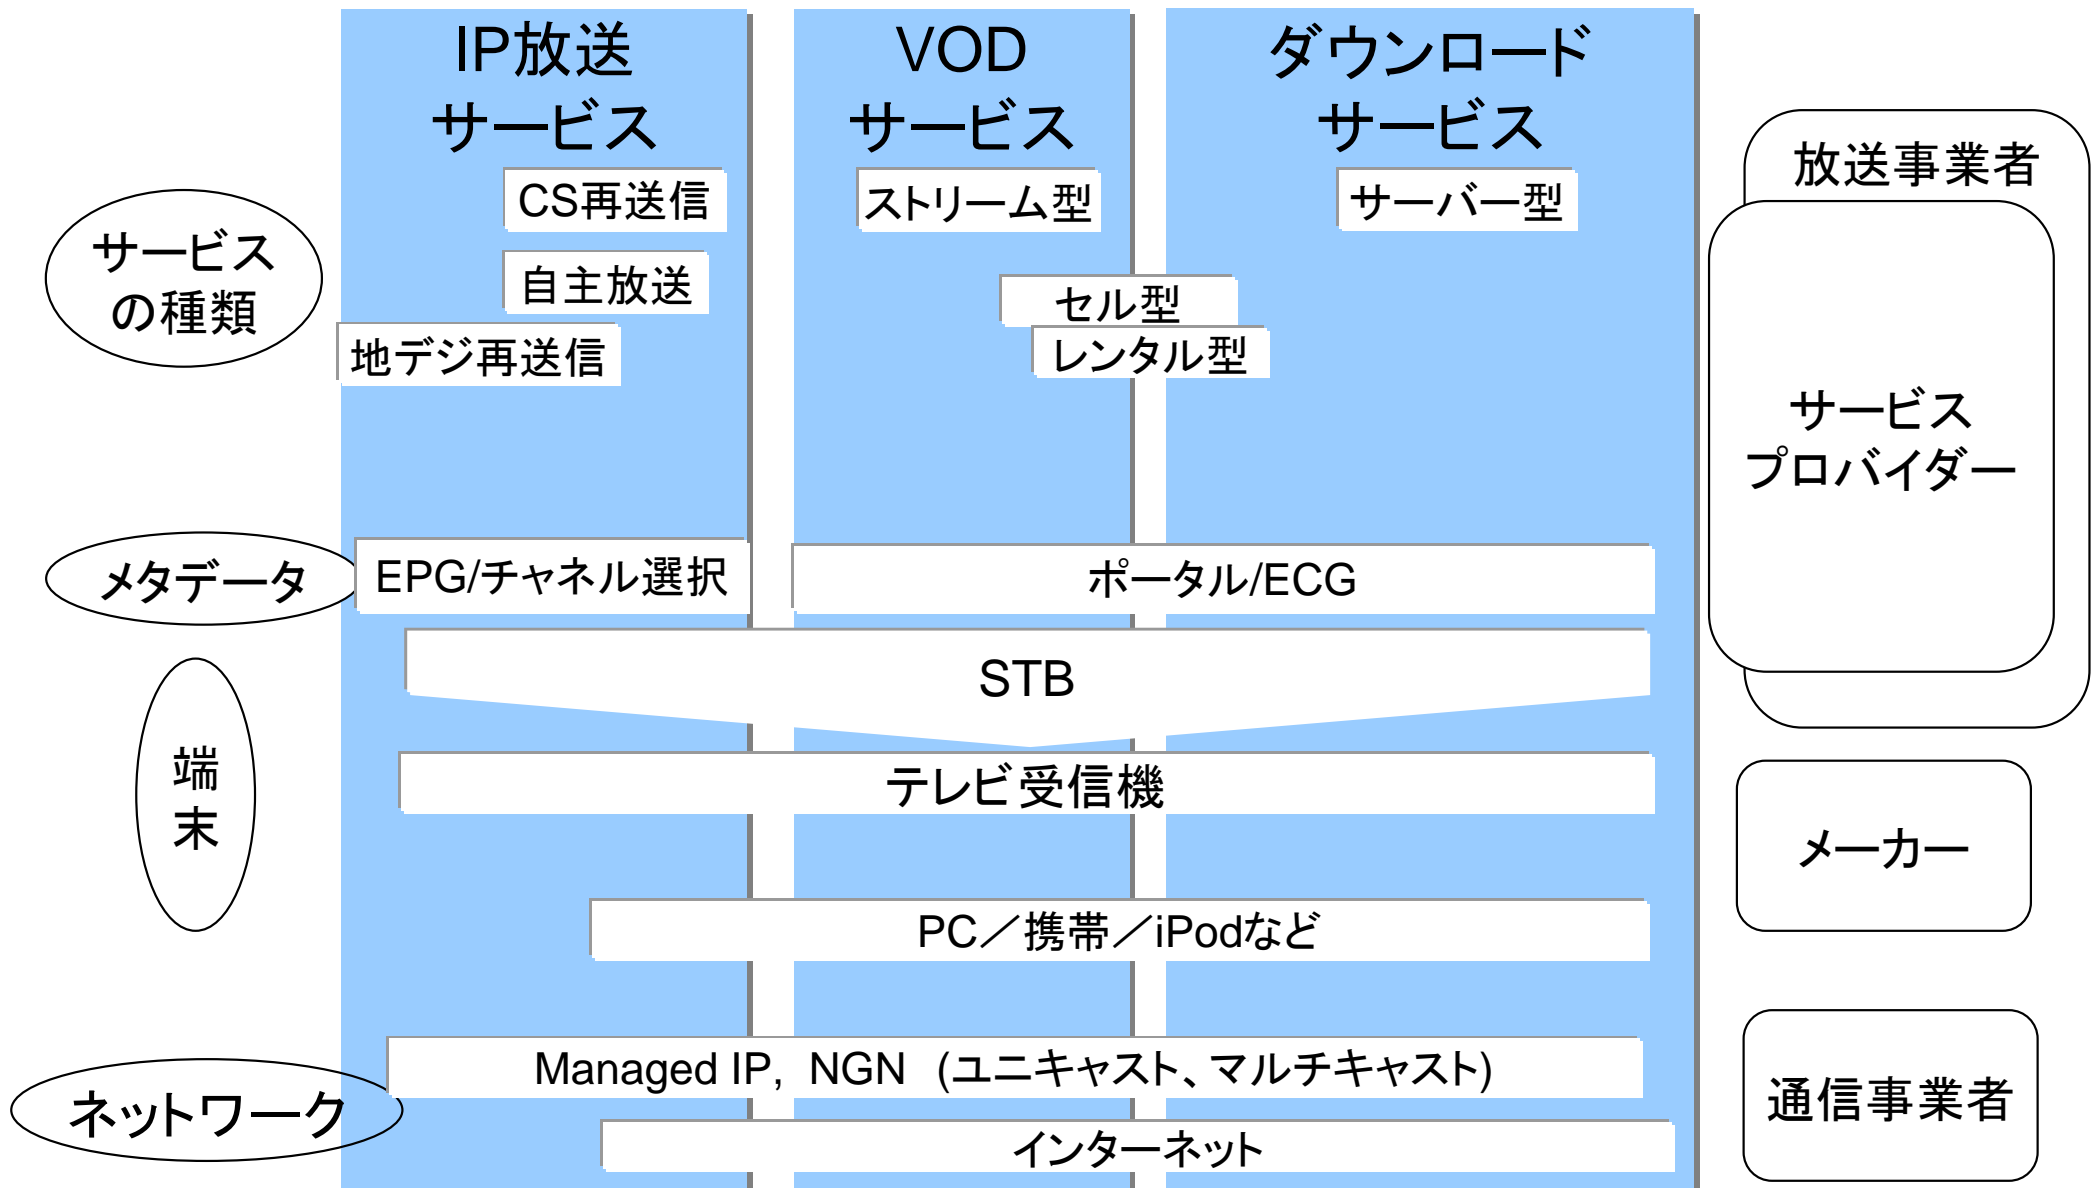 IP放送
サービス
VOD
サービス
ダウンロード
サービス
放送事業者
サービス
プロバイダー
サービス
の種類
CS再送信
ストリーム型
サーバー型
自主放送
セル型
地デジ再送信
レンタル型
メタデータ
EPG/チャネル選択
ポータル/ECG
STB
端
末
テレビ受信機
メーカー
PC／携帯／iPodなど
ネットワーク
Managed IP, NGN (ユニキャスト、マルチキャスト)
通信事業者
インターネット